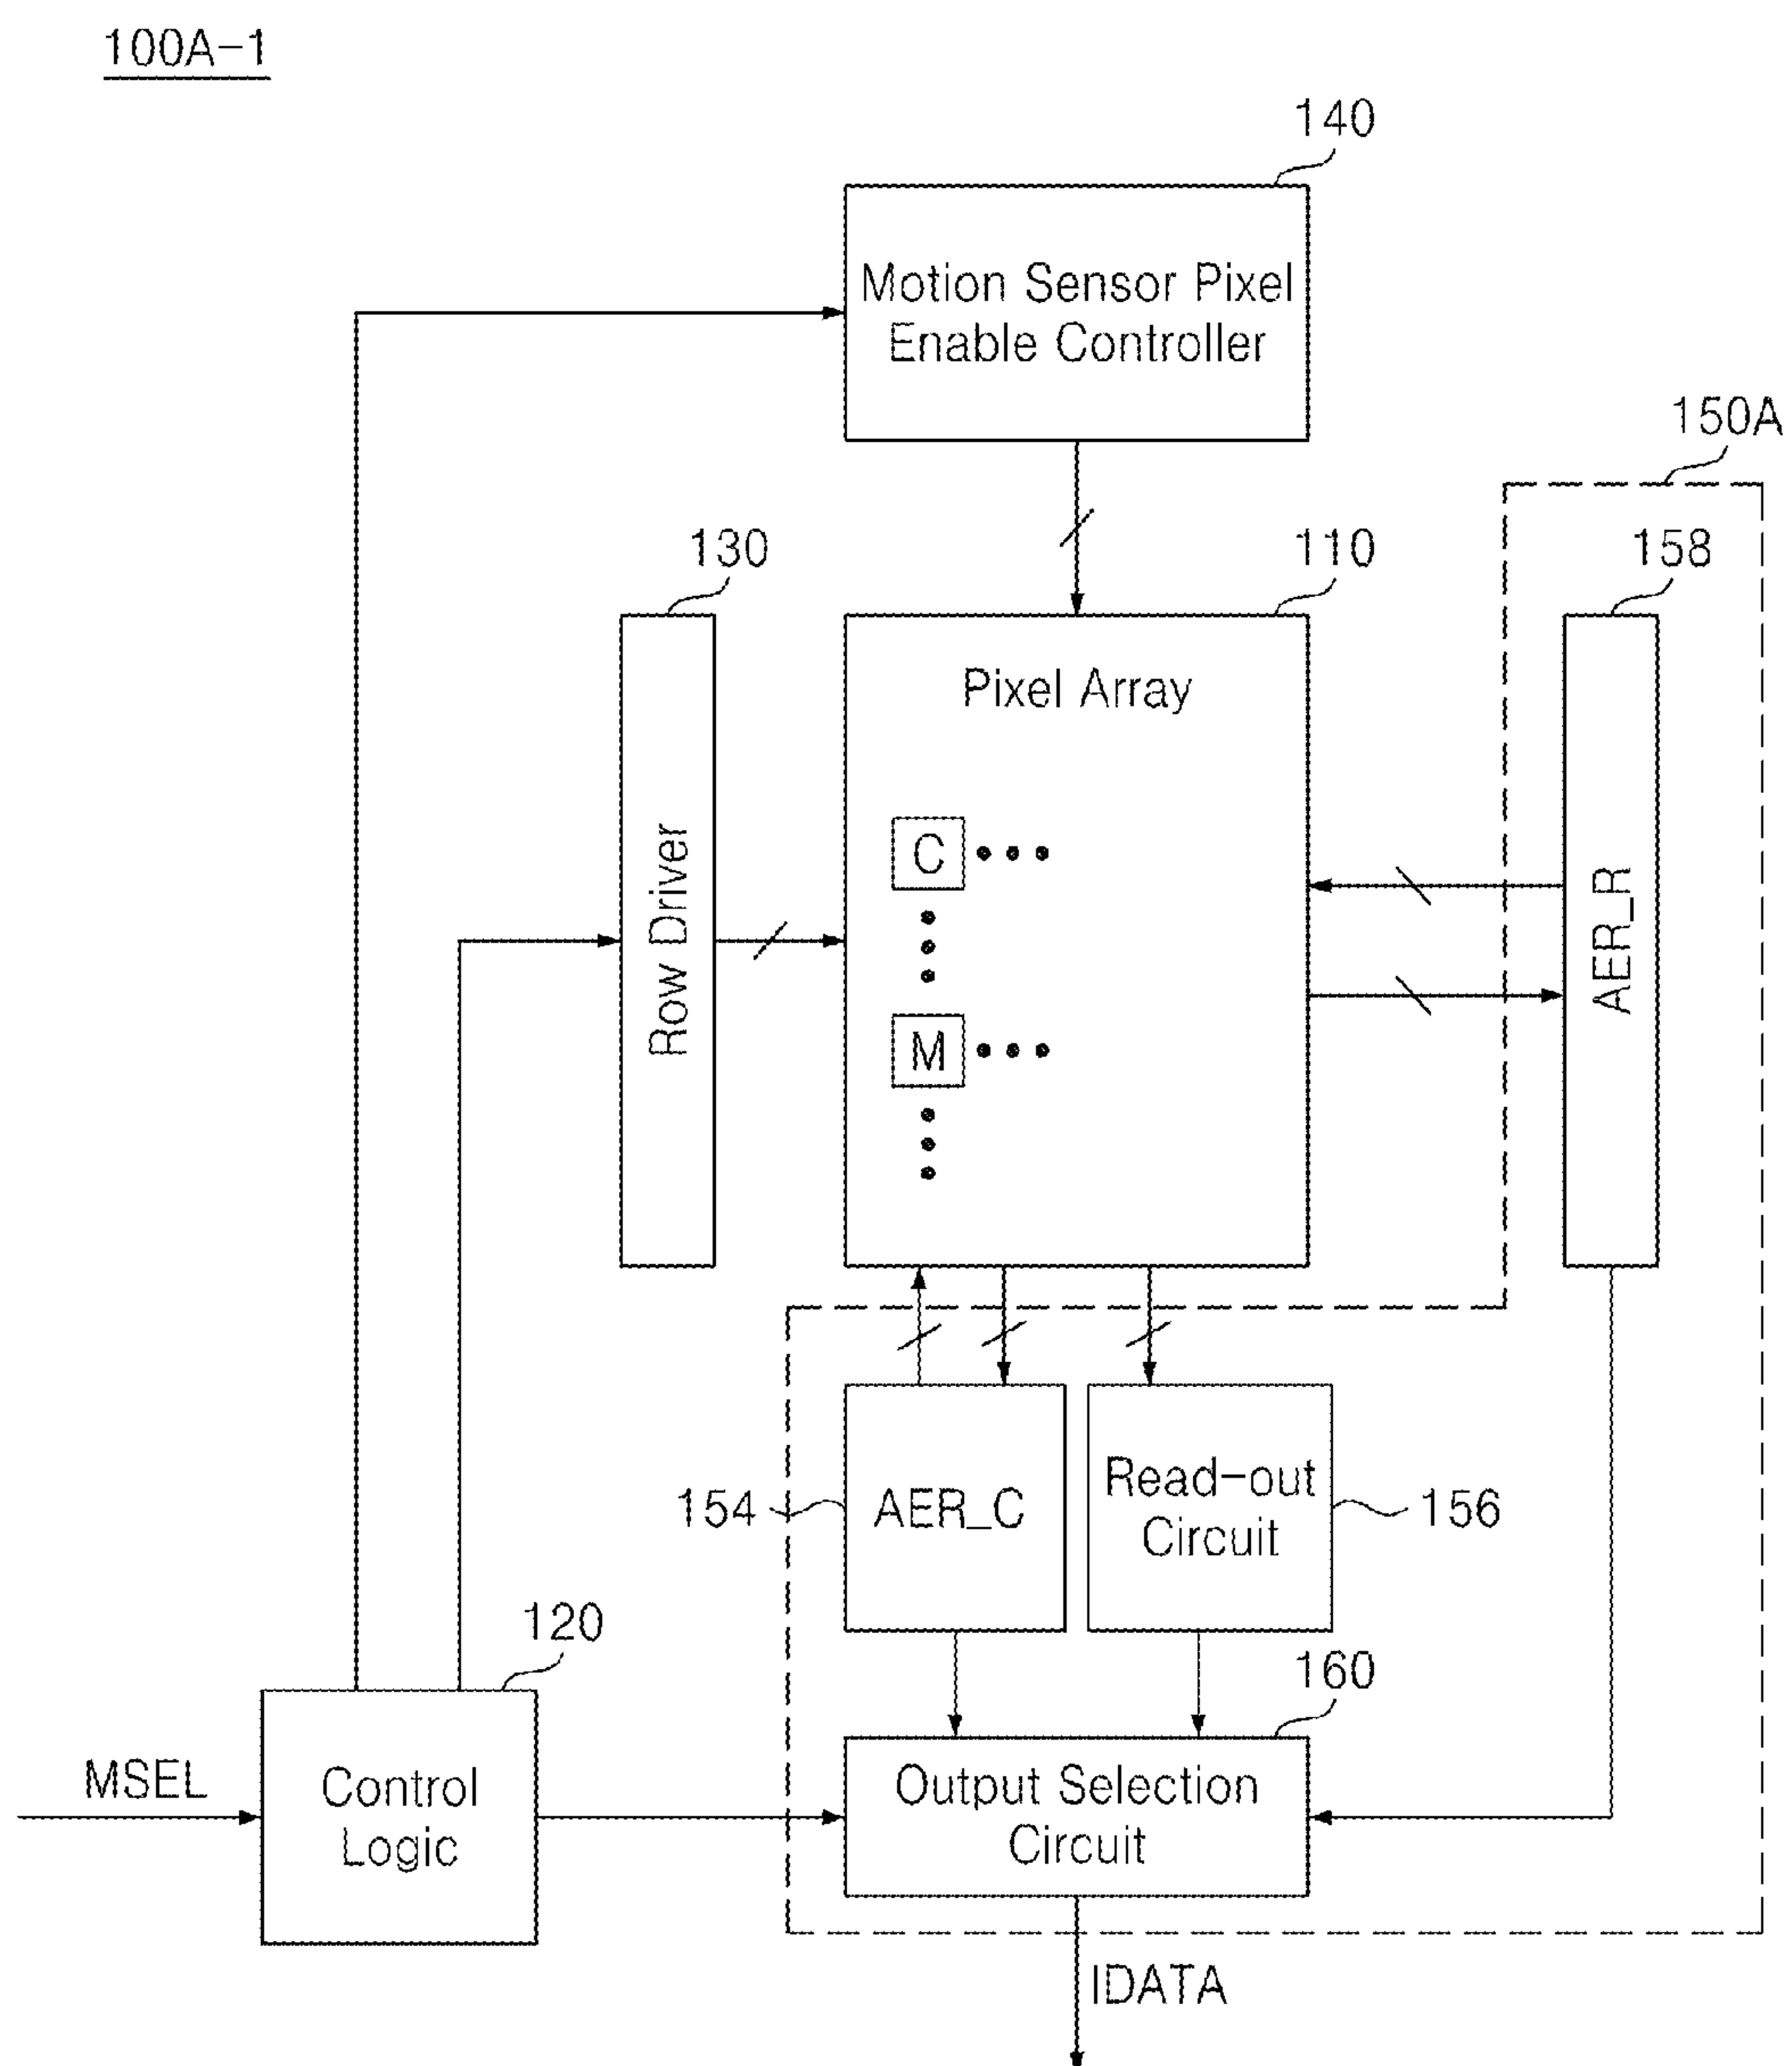 100A-1
140
Motion Sensor Pixel
Enable Controller
150A
130
110
158
Pixel Array
Row Driver
C
M
AER_R
154
AER_C
Read-out
Circuit
156
120
160
MSEL
Control
Logic
Output Selection
Circuit
IDATA